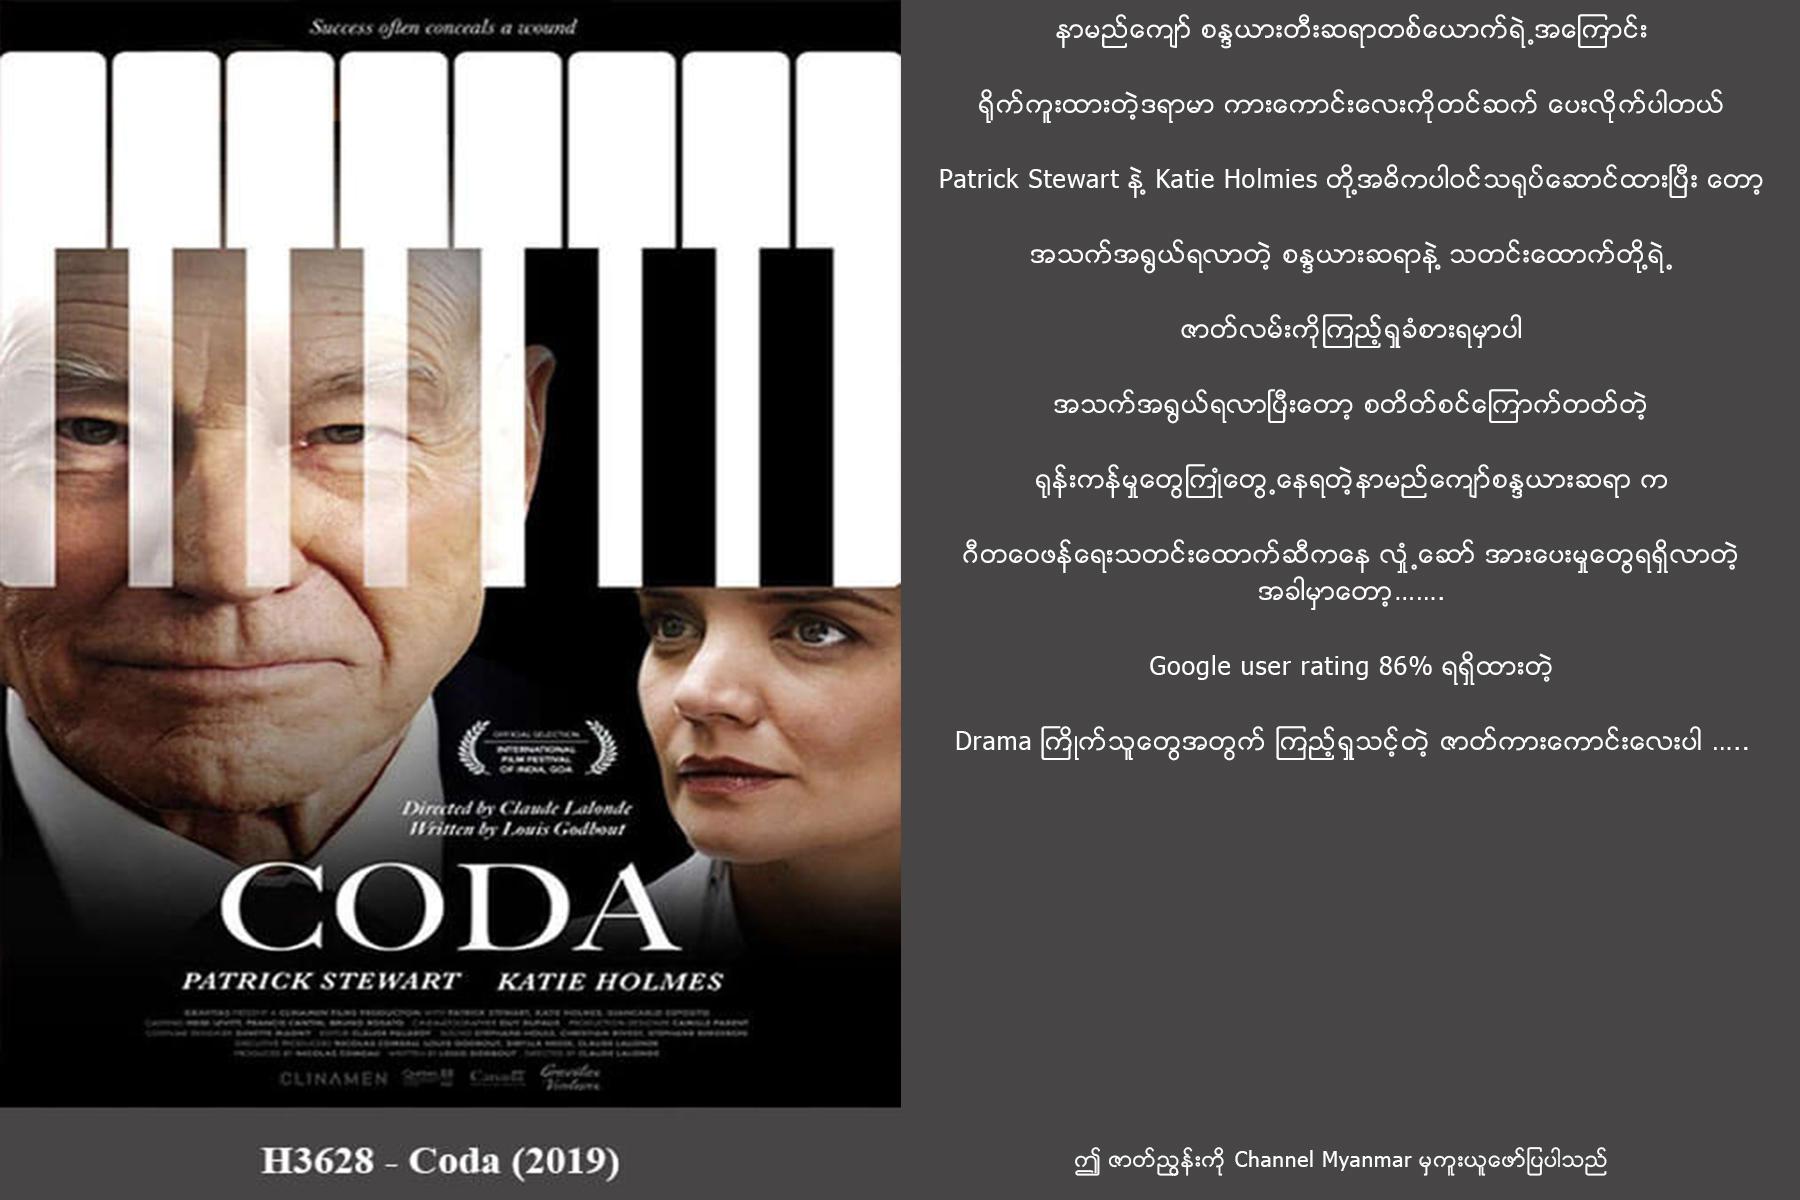 Success often conceals a wound
OFFICIAL SELECTION
INTERNATIONAL
FILM FESTIVAL
OF INDIA, GOA
Directed by Claude Lalonde
Written by Louis Godbout
CODA
PATRICK STEWART KATIE HOLMES
CLINAMEN
Canada
H3628 - Coda (2019)
နာမည်ကျော် စန္ဒယားတီးဆရာတစ်ယောက်ရဲ့အကြောင်း
ရိုက်ကူးထားတဲ့ဒရာမာ ကားကောင်းလေးကိုတင်ဆက် ပေးလိုက်ပါတယ်
Patrick Stewart နဲ့ Katie Holmies တို့အဓိကပါဝင်သရုပ်ဆောင်ထားပြီး တော့
အသက်အရွယ်ရလာတဲ့ စန္ဒယားဆရာနဲ့ သတင်းထောက်တို့ရဲ့
ဇာတ်လမ်းကိုကြည့်ရှုခံစားရမှာပါ
အသက်အရွယ်ရလာပြီးတော့ စတိတ်စင်ကြောက်တတ်တဲ့
ရုန်းကန်မှုတွေကြုံတွေ့နေရတဲ့နာမည်ကျော်စန္ဒယားဆရာ က
ဂီတဝေဖန်ရေးသတင်းထောက်ဆီကနေ လှုံ့ဆော် အားပေးမှုတွေရရှိလာတဲ့
အခါမှာတော့.......
Google user rating 86% ရရှိထားတဲ့
Drama ကြိုက်သူတွေအတွက် ကြည့်ရှုသင့်တဲ့ ဇာတ်ကားကောင်းလေးပါ .....
ဤ ဇာတ်ညွှန်းကို Channel Myanmar မှကူးယူဖော်ပြပါသည်